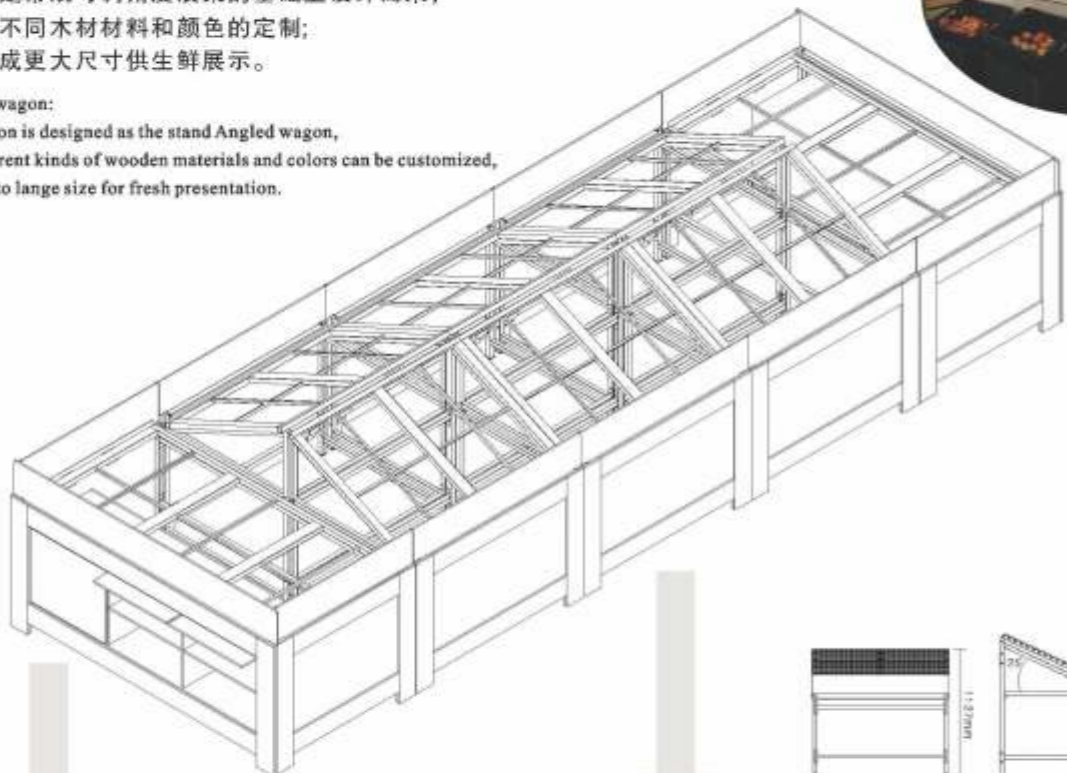 不同木材材料和颜色的定制;
成更大尺寸供生鲜展示。
wagon:
on is designed as the stand Angled wagon,
rent kinds of wooden materials and colors can be customized,
to lange size for fresh presentation.
25°
1127mm